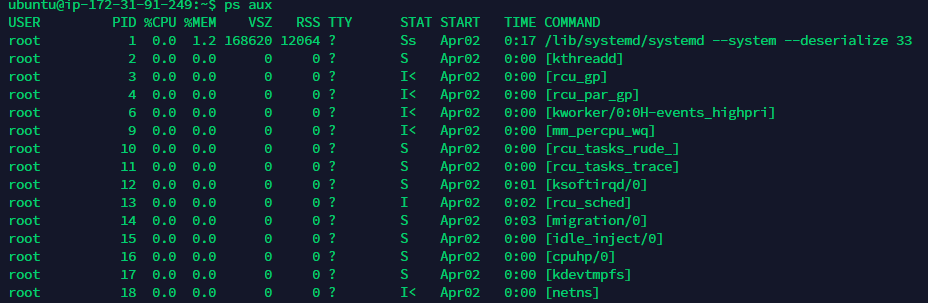 ubuntu@ip-172-31-91-249:~$ ps aux
USER PID %CPU %MEM VSZ RSS TTY STAT START TIME COMMAND
root 1 0.0 1.2 168620 12064 ? Ss Apr02 0:17 /lib/systemd/systemd --system --deserialize 33
root 2 0.0 0.0 0 0 ? S Apr02 0:00 [kthreadd]
root 3 0.0 0.0 0 0 ? I< Apr02 0:00 [rcu_gp]
root 4 0.0 0.0 0 0 ? I< Apr02 0:00 [rcu_par_gp]
root 6 0.0 0.0 0 0 ? I< Apr02 0:00 [kworker/0:0H-events_highpri]
root 9 0.0 0.0 0 0 ? I< Apr02 0:00 [mm_percpu_wq]
root 10 0.0 0.0 0 0 ? S Apr02 0:00 [rcu_tasks_rude_]
root 11 0.0 0.0 0 0 ? S Apr02 0:00 [rcu_tasks_trace]
root 12 0.0 0.0 0 0 ? S Apr02 0:01 [ksoftirqd/0]
root 13 0.0 0.0 0 0 ? I Apr02 0:02 [rcu_sched]
root 14 0.0 0.0 0 0 ? S Apr02 0:03 [migration/0]
root 15 0.0 0.0 0 0 ? S Apr02 0:00 [idle_inject/0]
root 16 0.0 0.0 0 0 ? S Apr02 0:00 [cpuhp/0]
root 17 0.0 0.0 0 0 ? S Apr02 0:00 [kdevtmpfs]
root 18 0.0 0.0 0 0 ? I< Apr02 0:00 [netns]